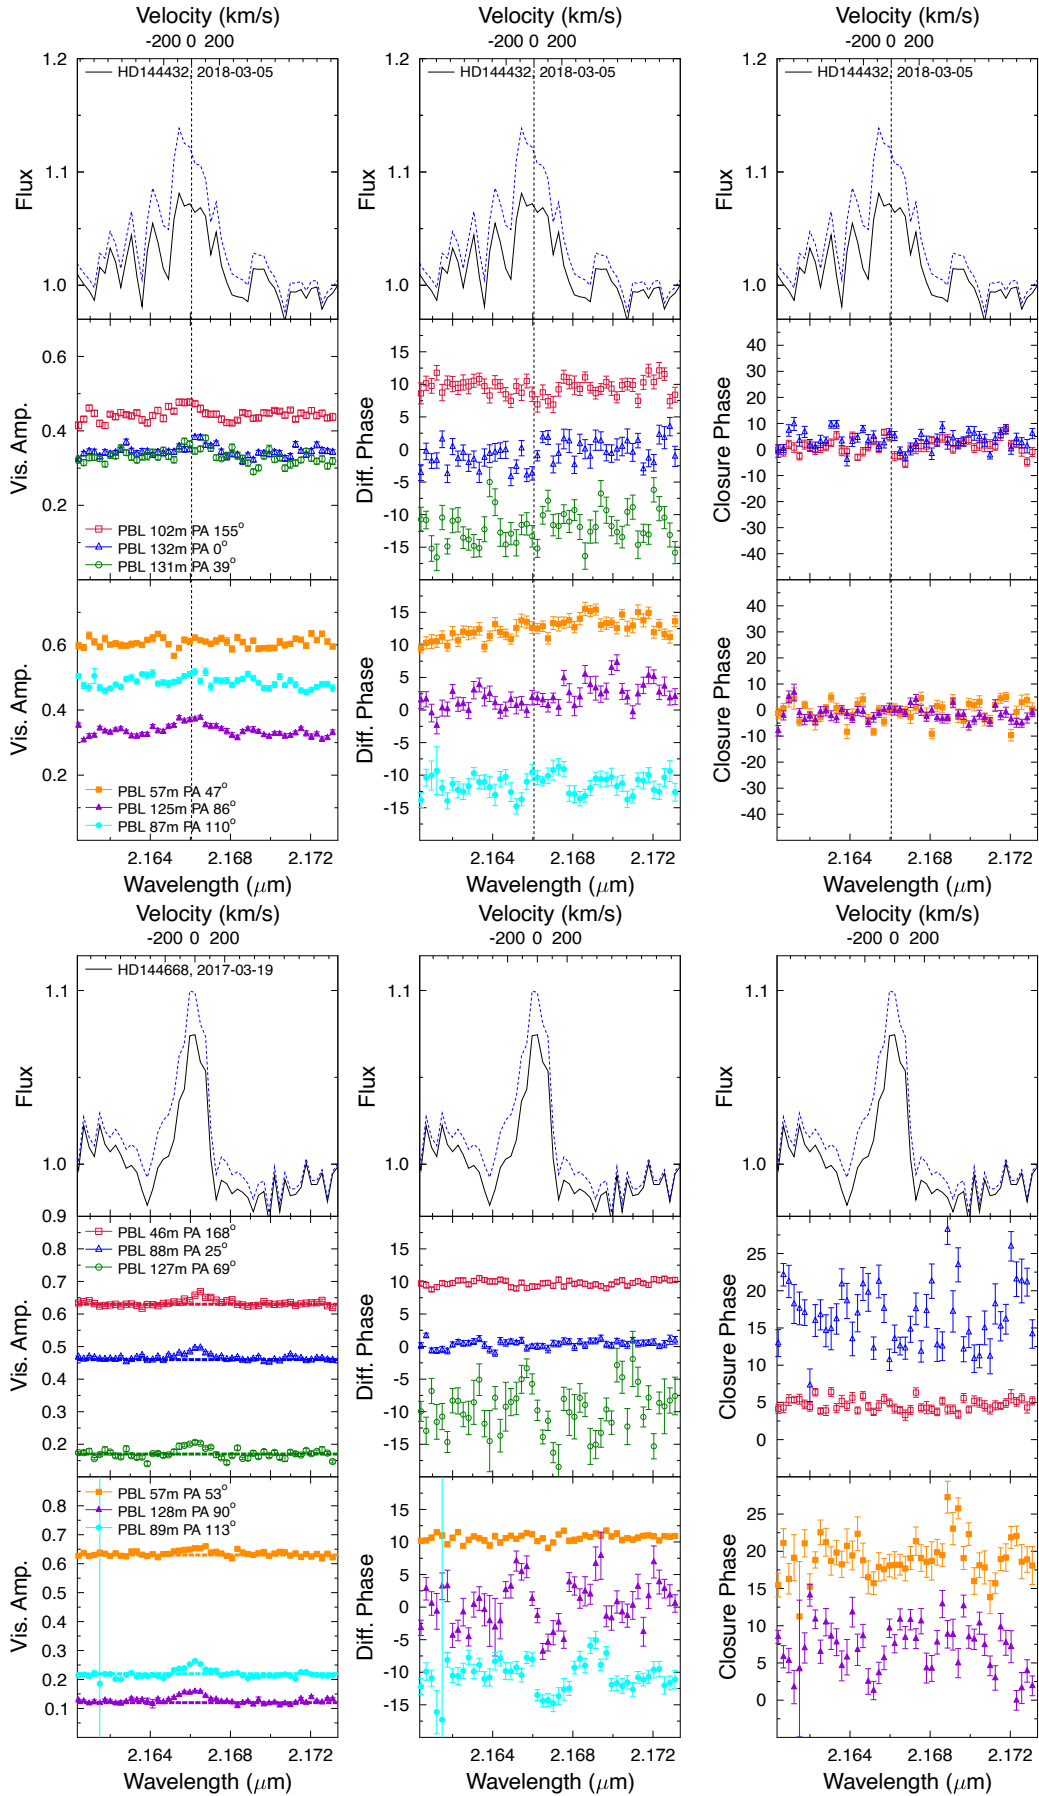 Velocity (km/s) Velocity (km/s) Velocity (km/s)
-200 0 200 -200 0 200 -200 0 200
HD144432, 2018-03-05 HD144432, 2018-03-05 HD144432, 2018-03-05
Flux Flux Flux
1.2 1.2 1.2
1.1 1.1 1.1
1.0 1.0 1.0
Vis. Amp. Diff. Phase Closure Phase
0.6 15 40
0.4 10 30
0.2 5 20
0 10
-5 0
-10 -10
-15 -20
-30
-40
PBL 102m PA 155°
PBL 132m PA 0°
PBL 131m PA 39°
Vis. Amp. Diff. Phase Closure Phase
0.6 15 40
0.4 10 30
0.2 5 20
0 10
-5 0
-10 -10
-15 -20
-30
-40
PBL 57m PA 47°
PBL 125m PA 86°
PBL 87m PA 110°
2.164 2.168 2.172 2.164 2.168 2.172 2.164 2.168 2.172
Wavelength (μm) Wavelength (μm) Wavelength (μm)
Velocity (km/s) Velocity (km/s) Velocity (km/s)
-200 0 200 -200 0 200 -200 0 200
HD144668, 2017-03-19
Flux Flux Flux
1.1 1.1 1.1
1.0 1.0 1.0
0.9
Vis. Amp. Diff. Phase Closure Phase
0.8 15 25
0.7 10 20
0.6 5 15
0.5 0 10
0.4 -5 5
0.3 -10 0
0.2 -15
PBL 46m PA 168°
PBL 88m PA 25°
PBL 127m PA 69°
Vis. Amp. Diff. Phase Closure Phase
0.8 15 25
0.7 10 20
0.6 5 15
0.5 0 10
0.4 -5 5
0.3 -10 0
0.2 -15
0.2
0.1
PBL 57m PA 53°
PBL 128m PA 90°
PBL 89m PA 113°
2.164 2.168 2.172 2.164 2.168 2.172 2.164 2.168 2.172
Wavelength (μm) Wavelength (μm) Wavelength (μm)